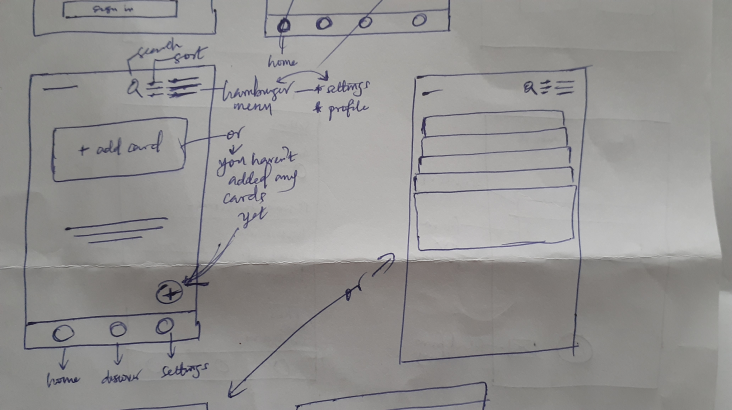 sign in
home
search
sort
hamburger
menu
* settings
* profile
+ add card
or
you haven't
added any
cards
yet
+
or
home
discover
settings